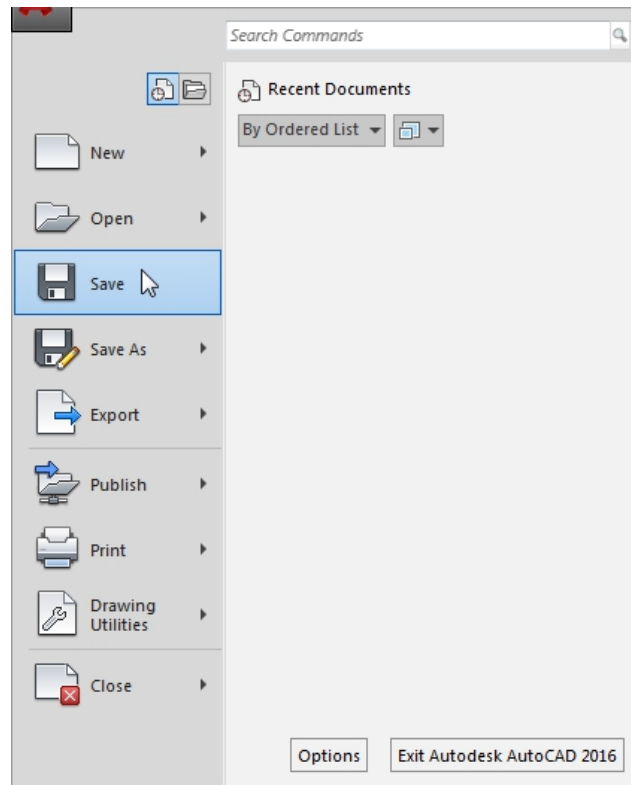 Search Commands
Recent Documents
By Ordered List
New
Open
Save
Save As
Export
Publish
Print
Drawing
Utilities
Close
Options
Exit Autodesk AutoCAD 2016